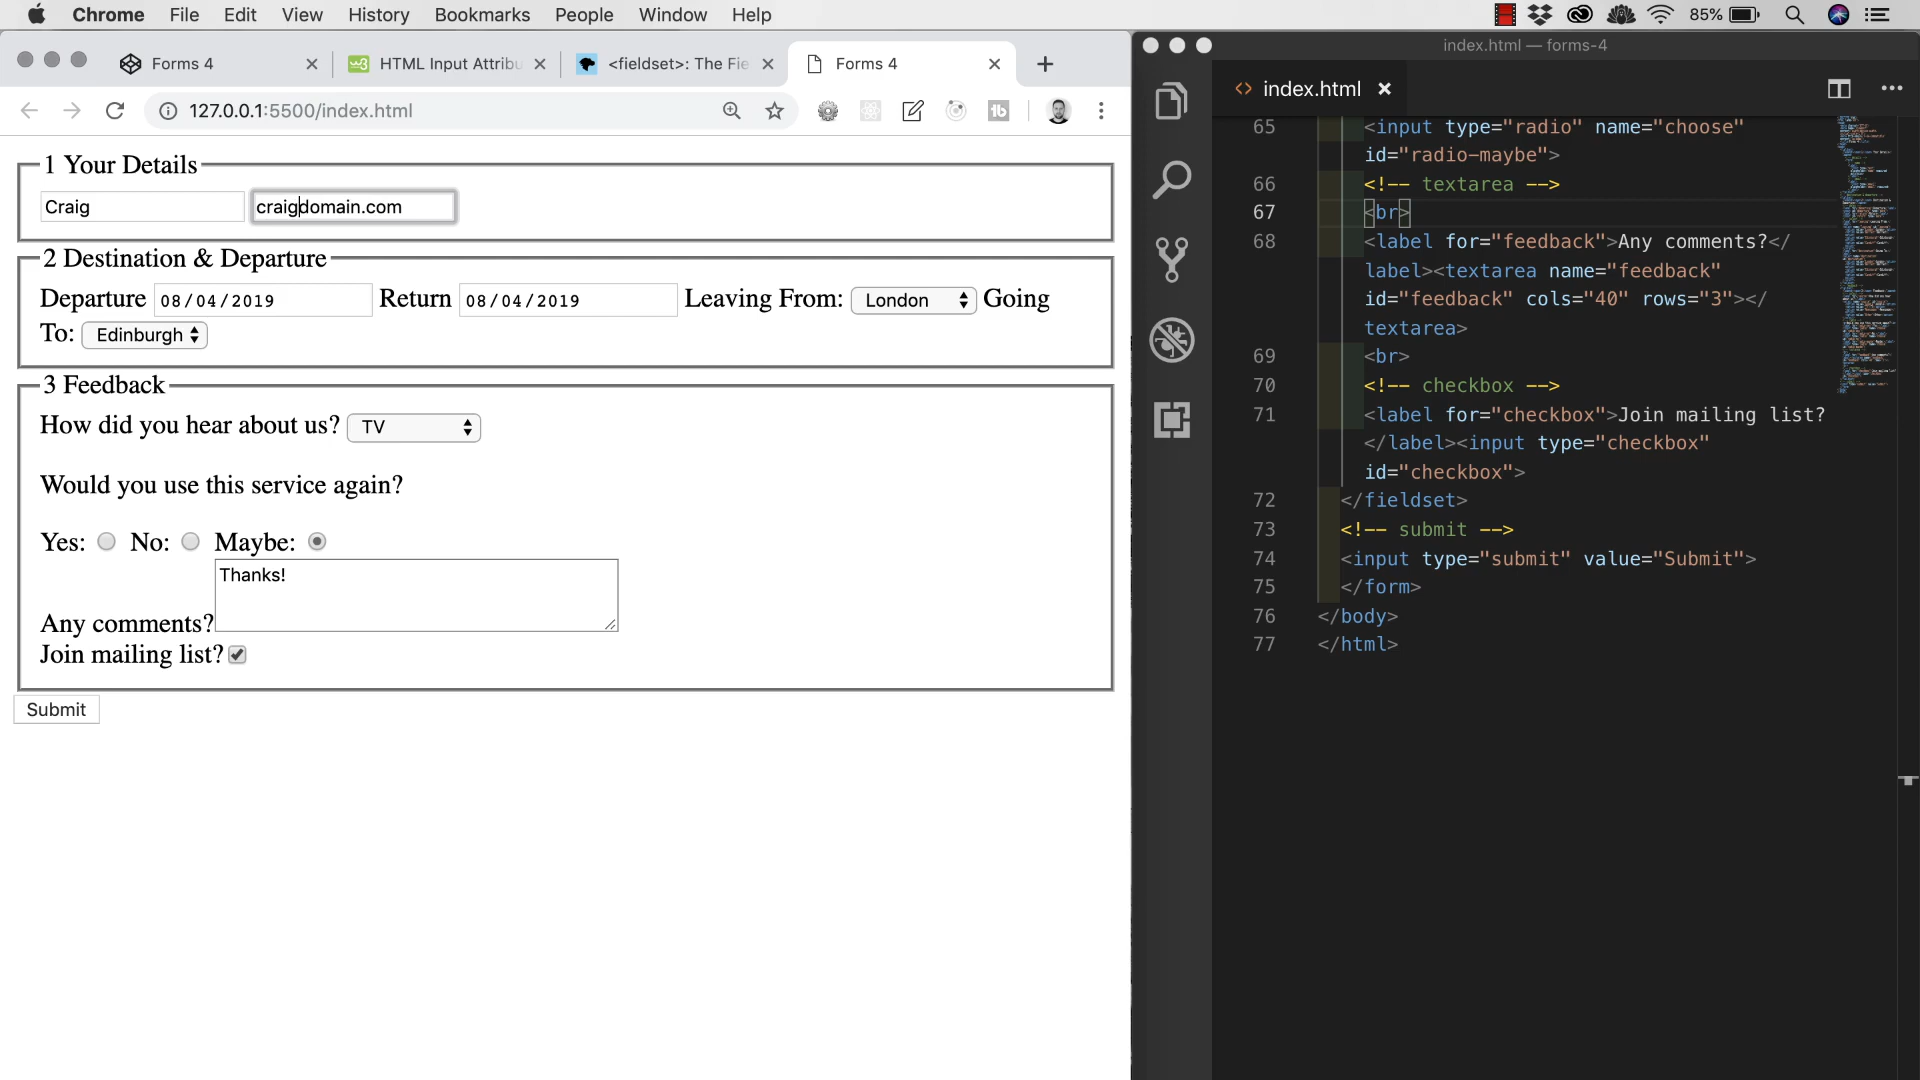 Chrome File Edit View History Bookmarks People Window Help 85%
Forms 4 HTML Input Attribu <fieldset>: The Fie Forms 4
127.0.0.1:5500/index.html
1 Your Details
Craig craigdomain.com
2 Destination & Departure
Departure 08/04/2019 Return 08/04/2019 Leaving From: London Going
To: Edinburgh
3 Feedback
How did you hear about us? TV
Would you use this service again?
Yes: No: Maybe:
Thanks!
Any comments?
Join mailing list?
Submit
index.html — forms-4
index.html
65 <input type="radio" name="choose"
id="radio-maybe">
66 <!-- textarea -->
67 <br>
68 <label for="feedback">Any comments?</
label><textarea name="feedback"
id="feedback" cols="40" rows="3"></
textarea>
69 <br>
70 <!-- checkbox -->
71 <label for="checkbox">Join mailing list?
</label><input type="checkbox"
id="checkbox">
72 </fieldset>
73 <!-- submit -->
74 <input type="submit" value="Submit">
75 </form>
76 </body>
77 </html>